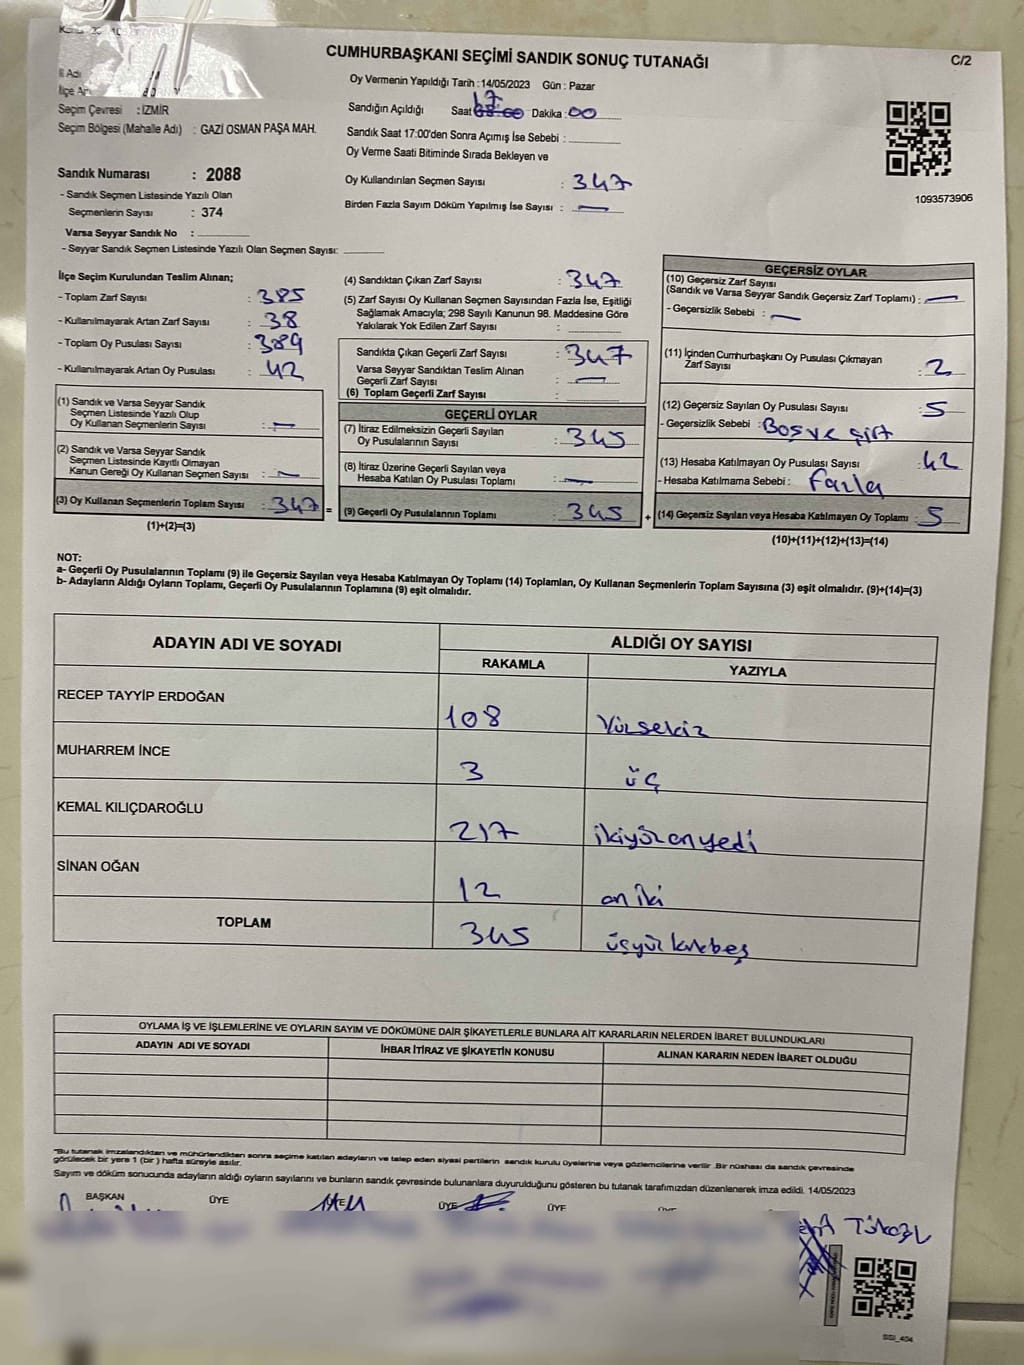 CUMHURBAŞKANI SEÇİMİ SANDIK SONUÇ TUTANAĞI
C/2
İl Adı
İlçe Adı
Seçim Çevresi : İZMİR
Seçim Bölgesi (Mahalle Adı) : GAZİ OSMAN PAŞA MAH.
Oy Vermenin Yapıldığı Tarih : 14/05/2023 Gün : Pazar
Sandığın Açıldığı Saat 17 Dakika : 00
Sandık Saat 17:00'den Sonra Açımış İse Sebebi :
Oy Verme Saati Bitiminde Sırada Bekleyen ve
Oy Kullandırılan Seçmen Sayısı : 347
Birden Fazla Sayım Döküm Yapılmış İse Sayısı : —
1093573906
Sandık Numarası : 2088
- Sandık Seçmen Listesinde Yazılı Olan
Seçmenlerin Sayısı : 374
Varsa Seyyar Sandık No :
- Seyyar Sandık Seçmen Listesinde Yazılı Olan Seçmen Sayısı:
İlçe Seçim Kurulundan Teslim Alınan;
- Toplam Zarf Sayısı : 385
- Kullanılmayarak Artan Zarf Sayısı : 38
- Toplam Oy Pusulası Sayısı : 389
- Kullanılmayarak Artan Oy Pusulası : 42
(1) Sandık ve Varsa Seyyar Sandık
Seçmen Listesinde Yazılı Olup
Oy Kullanan Seçmenlerin Sayısı : —
(2) Sandık ve Varsa Seyyar Sandık
Seçmen Listesinde Kayıtlı Olmayan
Kanun Gereği Oy Kullanan Seçmen Sayısı : —
(3) Oy Kullanan Seçmenlerin Toplam Sayısı : 347 =
(1)+(2)=(3)
(4) Sandıktan Çıkan Zarf Sayısı : 347
(5) Zarf Sayısı Oy Kullanan Seçmen Sayısından Fazla İse, Eşitliği
Sağlamak Amacıyla; 298 Sayılı Kanunun 98. Maddesine Göre
Yakılarak Yok Edilen Zarf Sayısı :
Sandıkta Çıkan Geçerli Zarf Sayısı : 347
Varsa Seyyar Sandıktan Teslim Alınan
Geçerli Zarf Sayısı : —
(6) Toplam Geçerli Zarf Sayısı :
GEÇERLİ OYLAR
(7) İtiraz Edilmeksizin Geçerli Sayılan
Oy Pusulalarının Sayısı : 345
(8) İtiraz Üzerine Geçerli Sayılan veya
Hesaba Katılan Oy Pusulası Toplamı : —
(9) Geçerli Oy Pusulalarının Toplamı : 345 +
GEÇERSİZ OYLAR
(10) Geçersiz Zarf Sayısı
(Sandık ve Varsa Seyyar Sandık Geçersiz Zarf Toplamı) : —
- Geçersizlik Sebebi : —
(11) İçinden Cumhurbaşkanı Oy Pusulası Çıkmayan
Zarf Sayısı : 2
(12) Geçersiz Sayılan Oy Pusulası Sayısı : 5
- Geçersizlik Sebebi : Boş ve çift
(13) Hesaba Katılmayan Oy Pusulası Sayısı : 42
- Hesaba Katılmama Sebebi : Fazla
(14) Geçersiz Sayılan veya Hesaba Katılmayan Oy Toplamı : 5
(10)+(11)+(12)+(13)=(14)
NOT:
a- Geçerli Oy Pusulalarının Toplamı (9) ile Geçersiz Sayılan veya Hesaba Katılmayan Oy Toplamı (14) Toplamları, Oy Kullanan Seçmenlerin Toplam Sayısına (3) eşit olmalıdır. (9)+(14)=(3)
b- Adayların Aldığı Oyların Toplamı, Geçerli Oy Pusulalarının Toplamına (9) eşit olmalıdır.
ADAYIN ADI VE SOYADI
ALDIĞI OY SAYISI
RAKAMLA YAZIYLA
RECEP TAYYİP ERDOĞAN 108 Yüzsekiz
MUHARREM İNCE 3 üç
KEMAL KILIÇDAROĞLU 217 ikiyüzonyedi
SİNAN OĞAN 12 on iki
TOPLAM 345 üçyüz kırkbeş
OYLAMA İŞ VE İŞLEMLERİNE VE OYLARIN SAYIM VE DÖKÜMÜNE DAİR ŞİKAYETLERLE BUNLARA AİT KARARLARIN NELERDEN İBARET BULUNDUKLARI
ADAYIN ADI VE SOYADI İHBAR İTİRAZ VE ŞİKAYETİN KONUSU ALINAN KARARIN NEDEN İBARET OLDUĞU
"Bu tutanak imzalandıktan ve mühürlendikten sonra seçime katılan adayların ve talep eden siyasi partilerin sandık kurulu üyelerine veya gözlemcilerine verilir. Bir nüshası da sandık çevresinde
görülecek bir yere 1 (bir) hafta süreyle asılır.
Sayım ve döküm sonucunda adayların aldığı oyların sayılarını ve bunların sandık çevresinde bulunanlara duyurulduğunu gösteren bu tutanak tarafımızdan düzenlenerek imza edildi. 14/05/2023
BAŞKAN ÜYE ÜYE ÜYE ÜYE
SSI_404